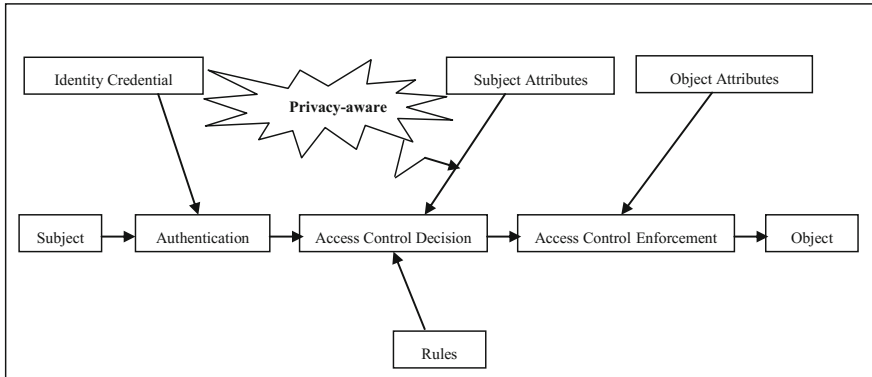 Identity Credential
Subject Attributes
Object Attributes
Privacy-aware
Subject
Authentication
Access Control Decision
Access Control Enforcement
Object
Rules